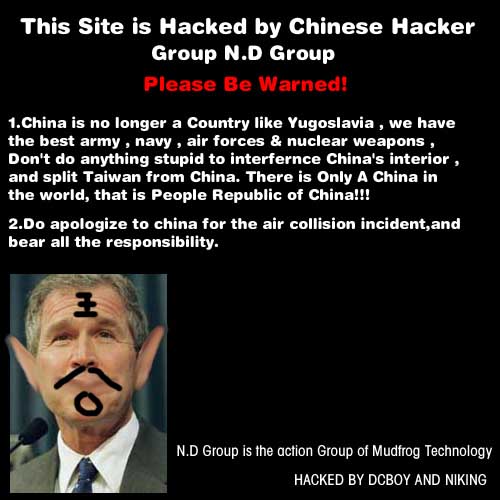 This Site is Hacked by Chinese Hacker
Group N.D Group
Please Be Warned!
1.China is no longer a Country like Yugoslavia , we have
the best army , navy , air forces & nuclear weapons ,
Don't do anything stupid to interfernce China's interior ,
and split Taiwan from China. There is Only A China in
the world, that is People Republic of China!!!
2.Do apologize to china for the air collision incident,and
bear all the responsibility.
王
N.D Group is the action Group of Mudfrog Technology
HACKED BY DCBOY AND NIKING